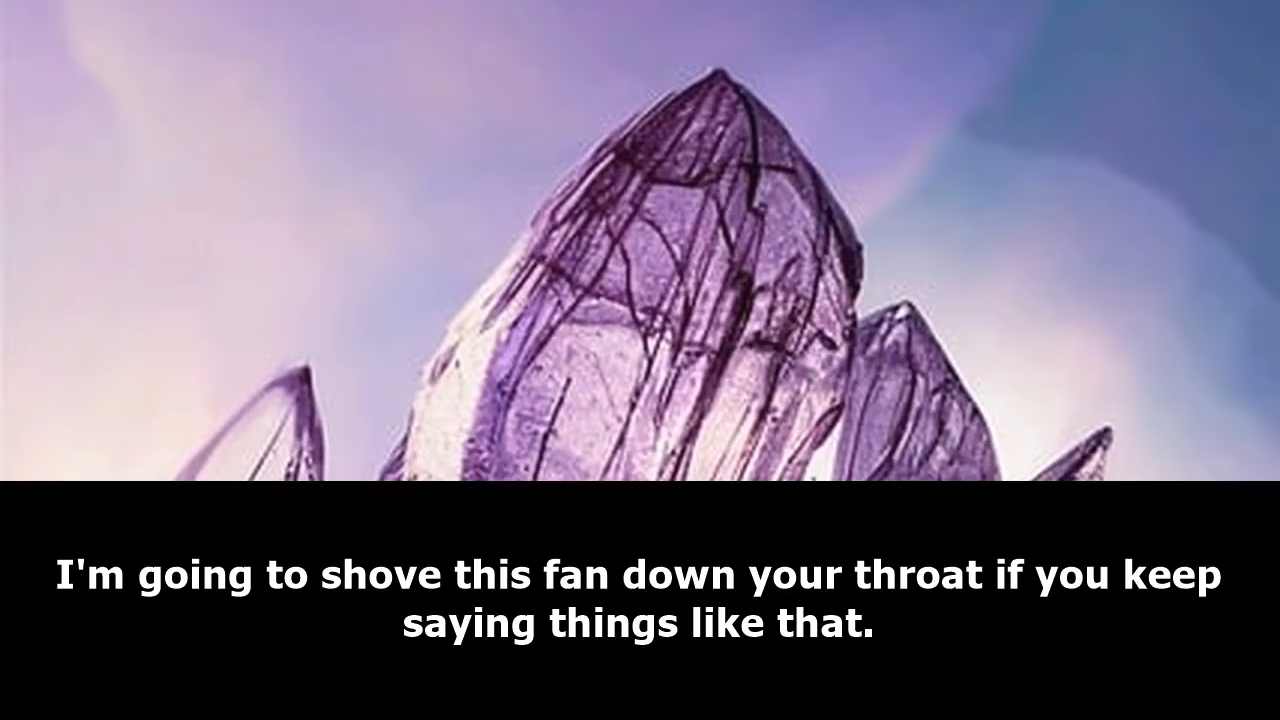 I'm going to shove this fan down your throat if you keep
saying things like that.